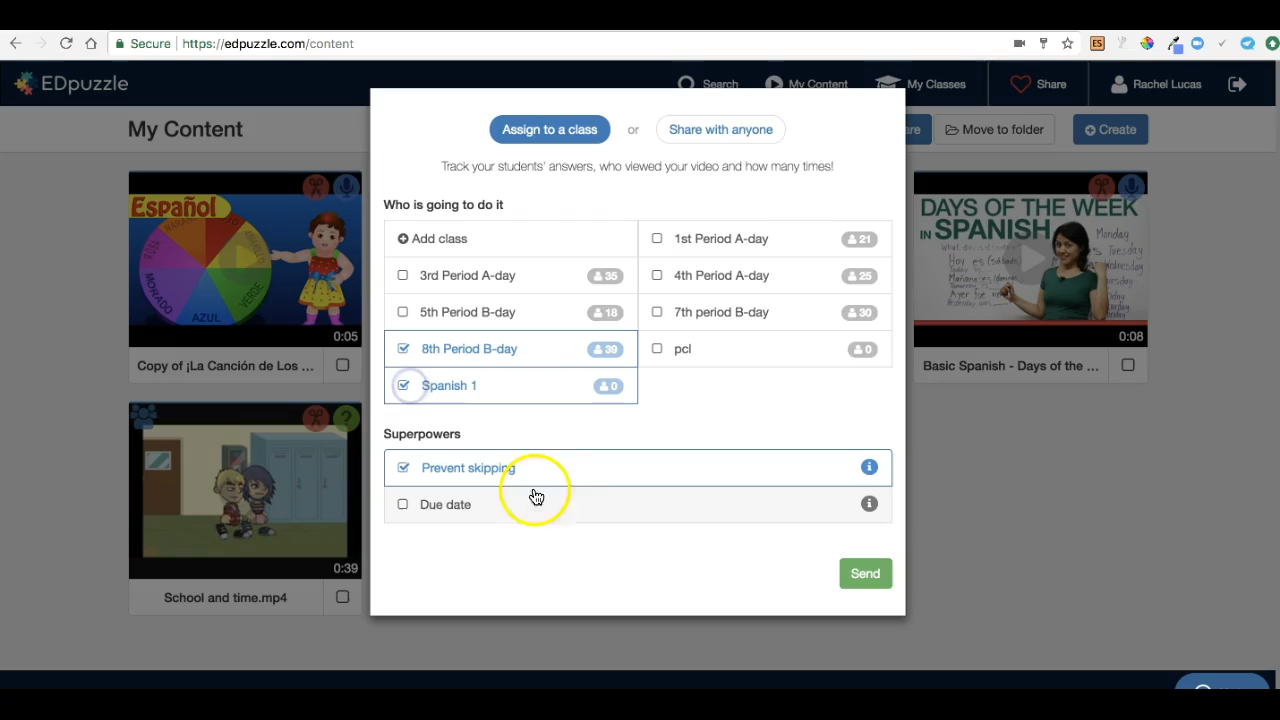 Secure https://edpuzzle.com/content
ES
EDpuzzle
Search
My Content
My Classes
Share
Rachel Lucas
My Content
are
Move to folder
Create
Assign to a class or Share with anyone
Track your students' answers, who viewed your video and how many times!
Who is going to do it
Add class
1st Period A-day 21
3rd Period A-day 35
4th Period A-day 25
5th Period B-day 18
7th period B-day 30
8th Period B-day 39
pcl 0
Spanish 1 0
Superpowers
Prevent skipping
Due date
Send
Español
MORADO
AZUL
VERDE
0:05
Copy of ¡La Canción de Los ...
DAYS OF THE WEEK
IN SPANISH
Monday
0:08
Basic Spanish - Days of the ...
0:39
School and time.mp4